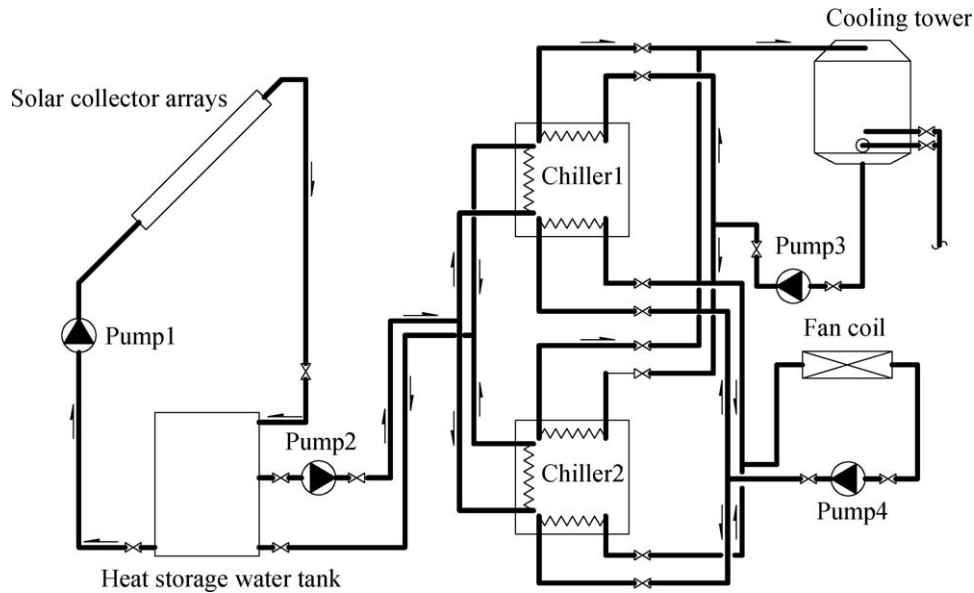 Cooling tower
Solar collector arrays
Chiller1
Pump3
Pump1
Fan coil
Pump2
Chiller2
Pump4
Heat storage water tank